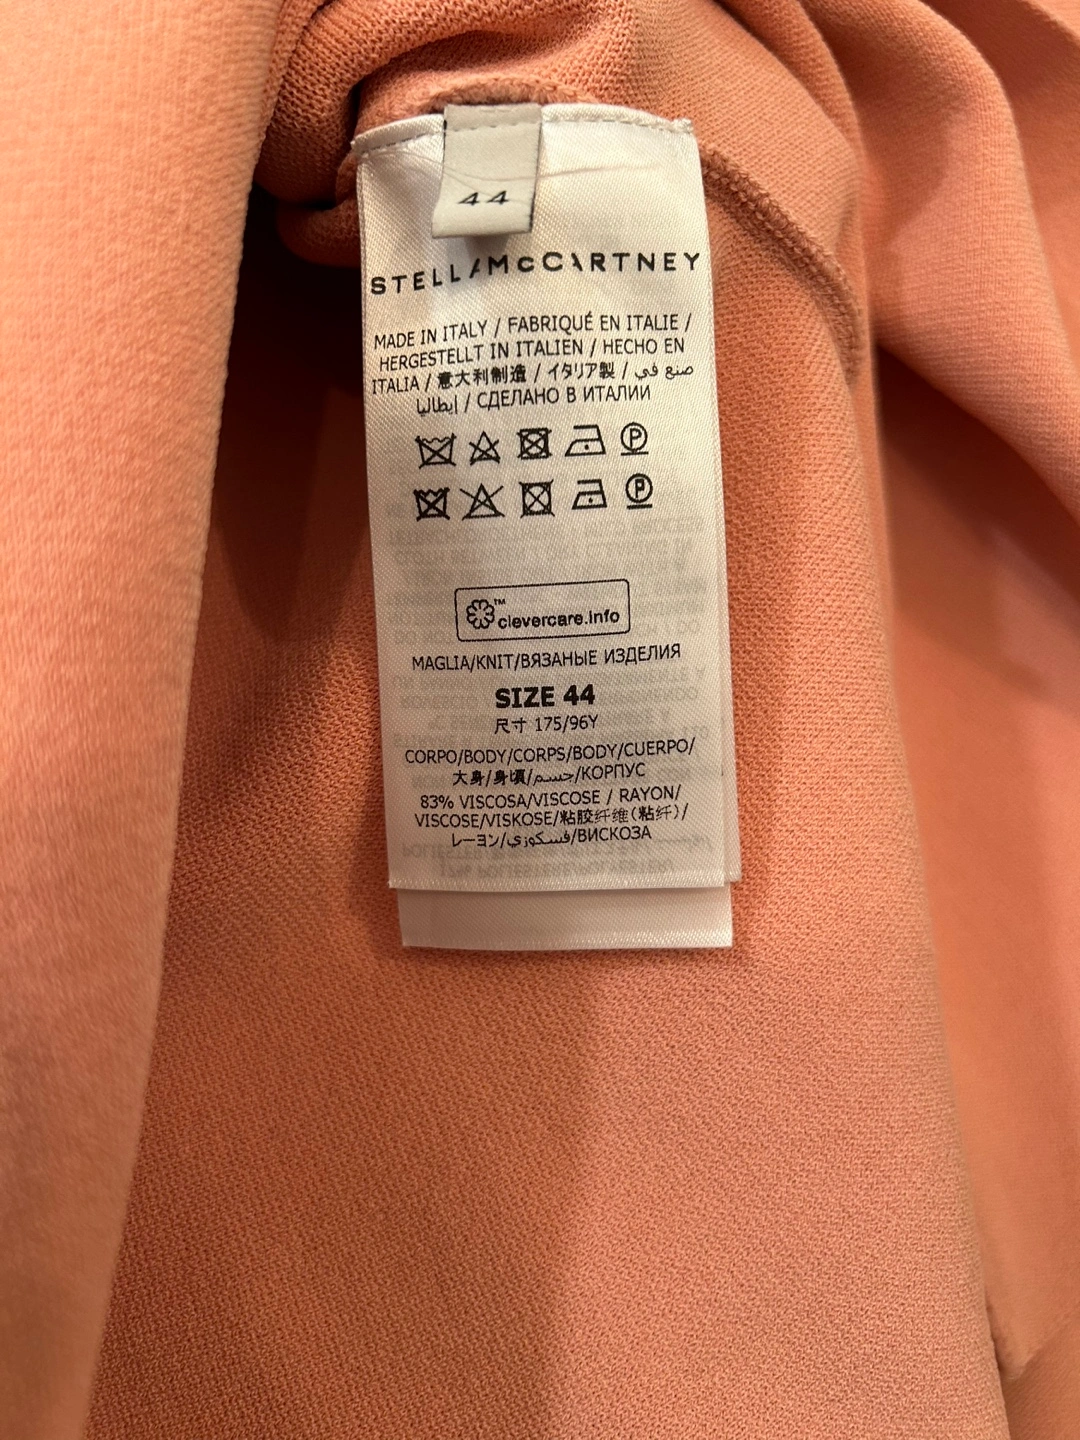 44
STELLAMcCARTNEY
MADE IN ITALY / FABRIQUÉ EN ITALIE /
HERGESTELLT IN ITALIEN / HECHO EN
ITALIA / 意大利制造 / イタリア製 / صنع في
إيطاليا / СДЕЛАНО В ИТАЛИИ
P
P
™
clevercare.info
MAGLIA/KNIT/ВЯЗАНЫЕ ИЗДЕЛИЯ
SIZE 44
尺寸 175/96Y
CORPO/BODY/CORPS/BODY/CUERPO/
大身/身頃/جسم/КОРПУС
83% VISCOSA/VISCOSE / RAYON/
VISCOSE/VISKOSE/粘胶纤维(粘纤)/
レーヨン/فسكوزي/ВИСКОЗА